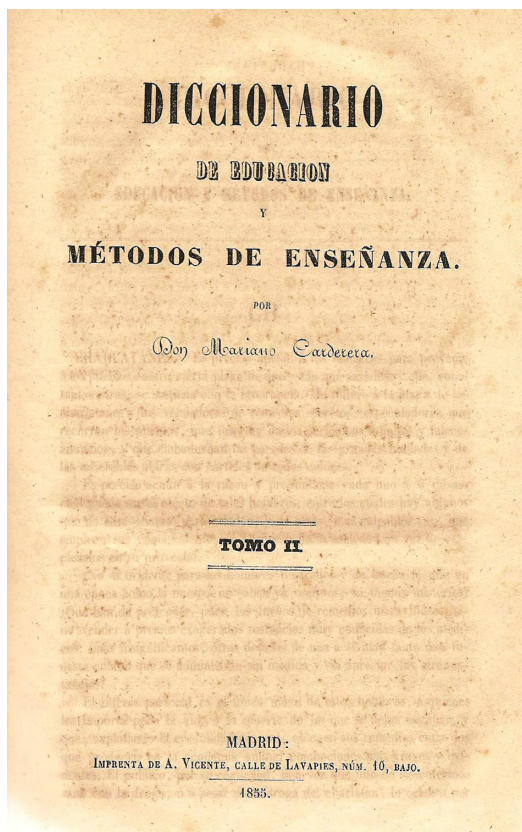 DICCIONARIO
DE EDUCACION
Y
MÉTODOS DE ENSEÑANZA.
POR
Don Mariano Carderera.
TOMO II.
MADRID:
IMPRENTA DE A. VICENTE, CALLE DE LAVAPIES, NÚM. 10, BAJO.
1855.